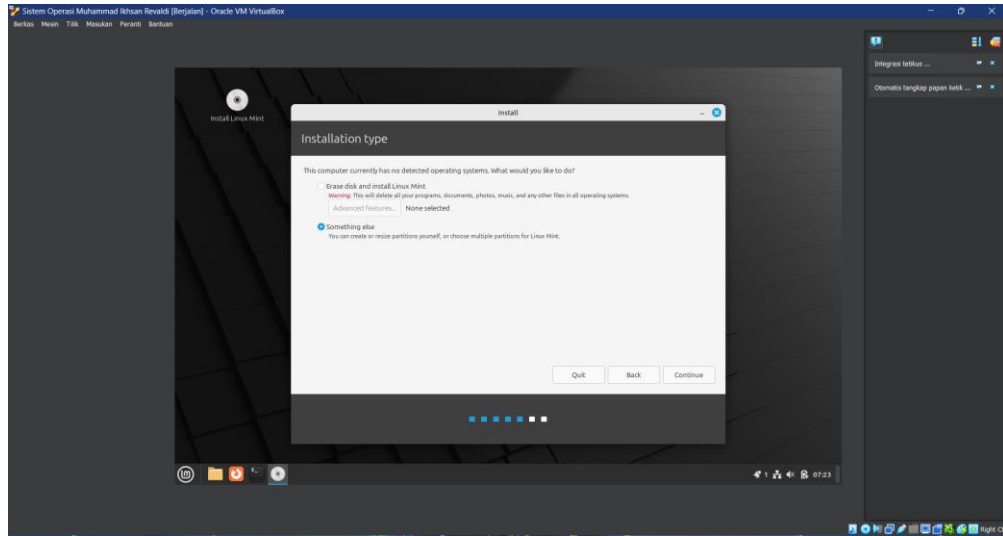 Sistem Operasi Muhammad Ikhsan Revaldi [Berjalan] - Oracle VM VirtualBox
Berkas Mesin Tilik Masukan Peranti Bantuan
Integrasi tetikus ...
Otomatis tangkap papan ketik ...
Install Linux Mint
Install
Installation type
This computer currently has no detected operating systems. What would you like to do?
Erase disk and install Linux Mint
Warning: This will delete all your programs, documents, photos, music, and any other files in all operating systems.
Advanced features... None selected
Something else
You can create or resize partitions yourself, or choose multiple partitions for Linux Mint.
Quit Back Continue
1 07:23
Right C